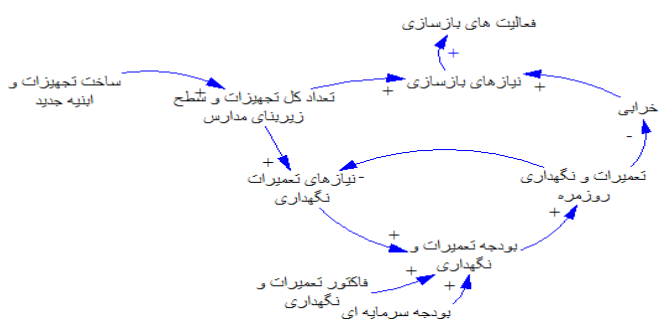 فعالیت های بازسازی
+
ساخت تجهیزات و
ابنیه جدید
+
تعداد کل تجهیزات و سطح
زیربنای مدارس
+
نیازهای بازسازی
+
خرابی
-
+
نیازهای تعمیرات
نگهداری
-
تعمیرات و نگهداری
روزمره
+
+
بودجه تعمیرات و
نگهداری
+
فاکتور تعمیرات و
نگهداری
+
بودجه سرمایه ای